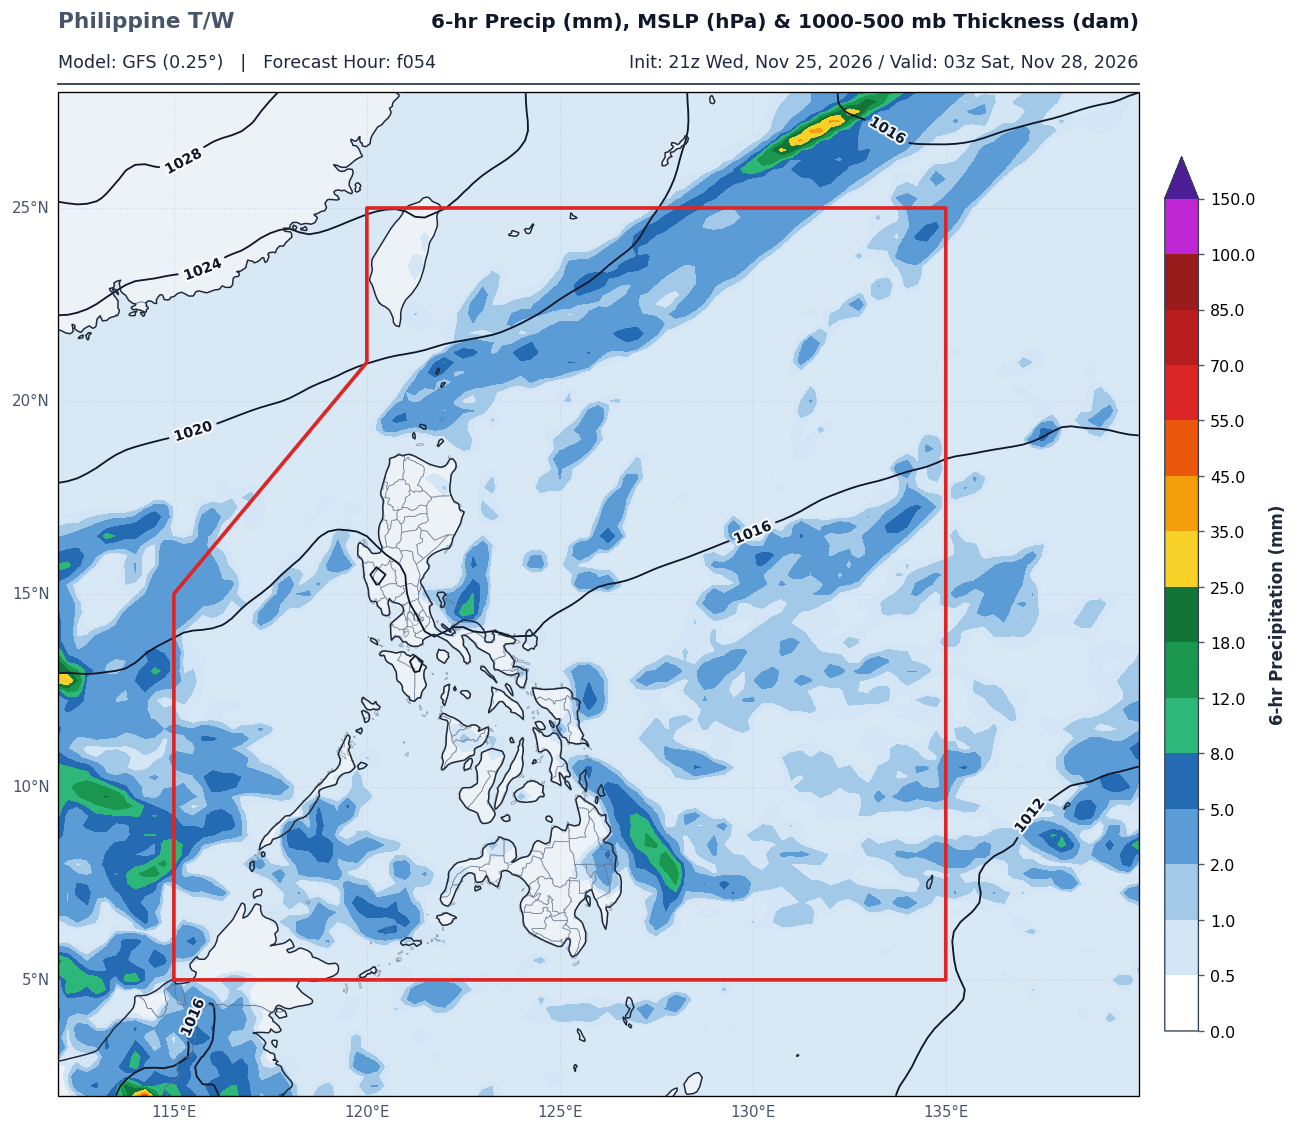 Philippine T/W
6-hr Precip (mm), MSLP (hPa) & 1000-500 mb Thickness (dam)
Model: GFS (0.25°) | Forecast Hour: f054
Init: 21z Wed, Nov 25, 2026 / Valid: 03z Sat, Nov 28, 2026
1028
1016
1024
1020
1016
1012
1016
25°N
20°N
15°N
10°N
5°N
115°E
120°E
125°E
130°E
135°E
150.0
100.0
85.0
70.0
55.0
45.0
35.0
25.0
18.0
12.0
8.0
5.0
2.0
1.0
0.5
0.0
6-hr Precipitation (mm)